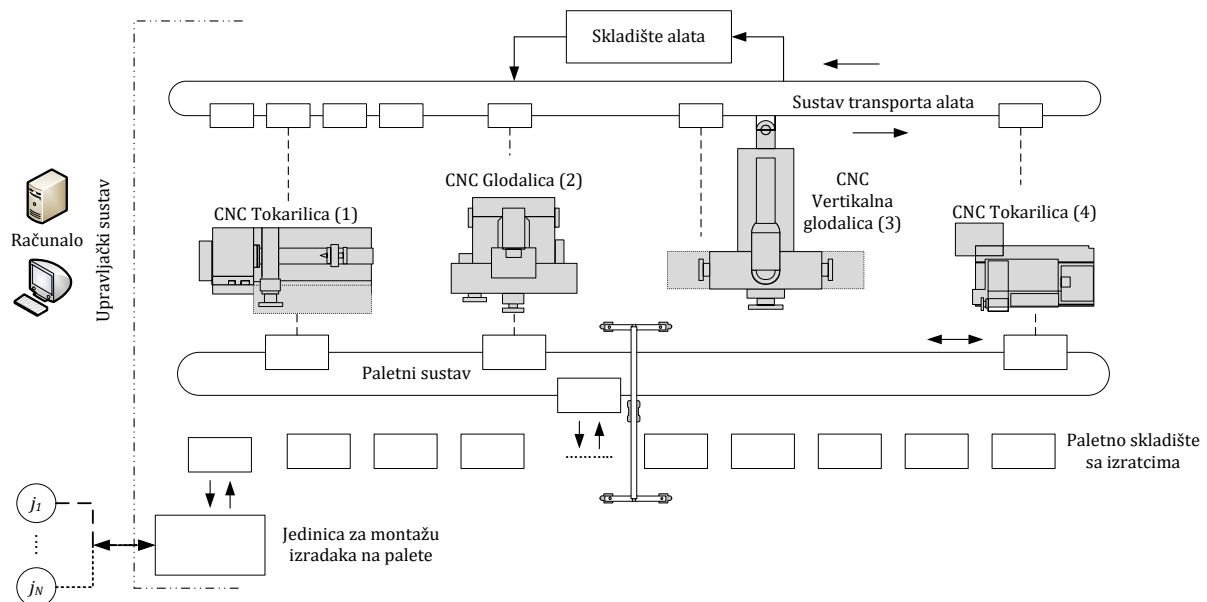 Skladište alata
Sustav transporta alata
CNC Glodalica (2)
CNC
Vertikalna
glodalica (3)
CNC Tokarilica (1)
CNC Tokarilica (4)
Računalo
Upravljački sustav
Paletni sustav
Paletno skladište
sa izratcima
j1
Jedinica za montažu
izradaka na palete
jN